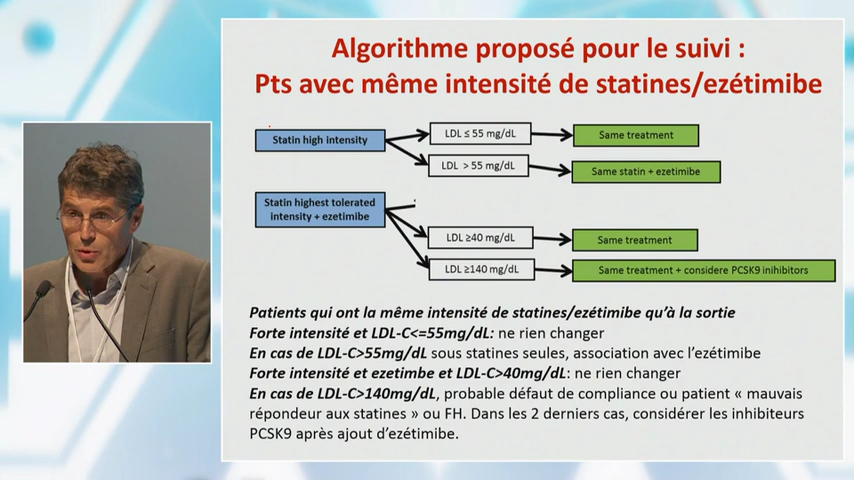 Algorithme proposé pour le suivi :
Pts avec même intensité de statines/ezétimibe
Statin high intensity
LDL ≤ 55 mg/dL
Same treatment
LDL > 55 mg/dL
Same statin + ezetimibe
Statin highest tolerated
intensity + ezetimibe
LDL ≥40 mg/dL
Same treatment
LDL ≥140 mg/dL
Same treatment + considere PCSK9 inihibitors
Patients qui ont la même intensité de statines/ezétimibe qu'à la sortie
Forte intensité et LDL-C<=55mg/dL: ne rien changer
En cas de LDL-C>55mg/dL sous statines seules, association avec l'ezétimibe
Forte intensité et ezetimbe et LDL-C>40mg/dL: ne rien changer
En cas de LDL-C>140mg/dL, probable défaut de compliance ou patient « mauvais
répondeur aux statines » ou FH. Dans les 2 derniers cas, considérer les inhibiteurs
PCSK9 après ajout d'ezétimibe.